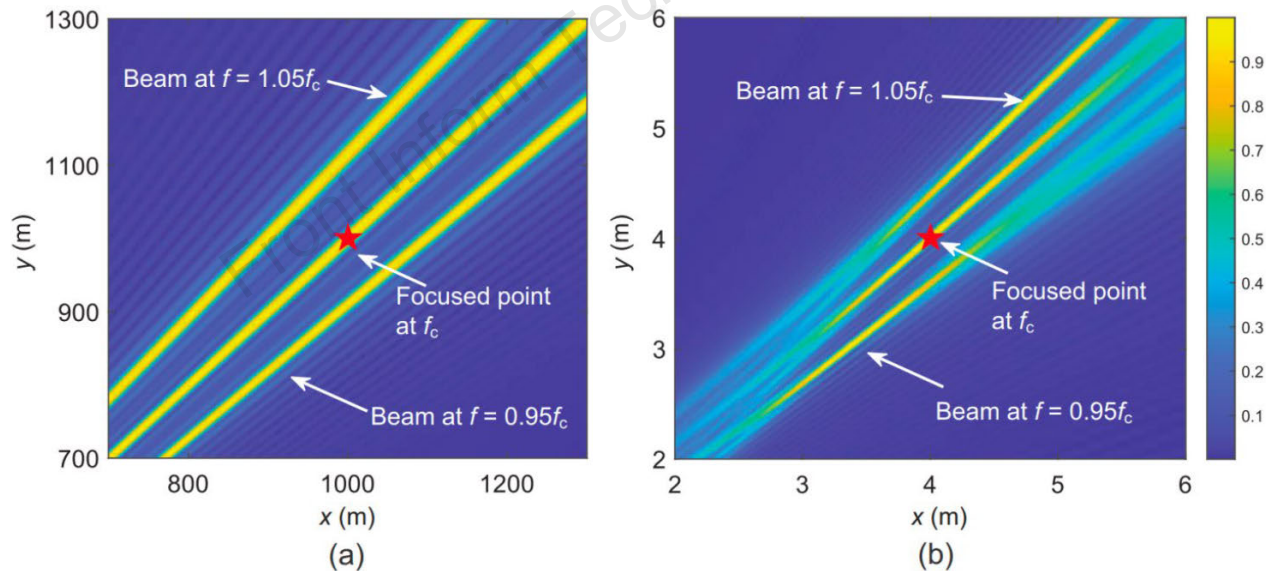 Front Inform Tec
1300
1100
900
700
y (m)
800
1000
1200
x (m)
Beam at f = 1.05fc
Focused point
at fc
Beam at f = 0.95fc
(a)
6
5
4
3
2
y (m)
2
3
4
5
6
x (m)
Beam at f = 1.05fc
Focused point
at fc
Beam at f = 0.95fc
(b)
0.9
0.8
0.7
0.6
0.5
0.4
0.3
0.2
0.1